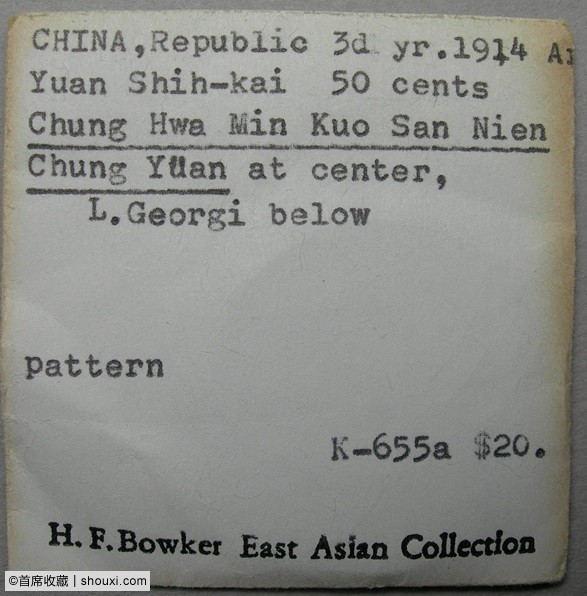 CHINA,Republic 3d yr.1914 Ar
Yuan Shih-kai 50 cents
Chung Hwa Min Kuo San Nien
Chung Yüan at center,
L.Georgi below
pattern
K-655a $20.
H. F. Bowker East Asian Collection
©首席收藏 | shouxi.com